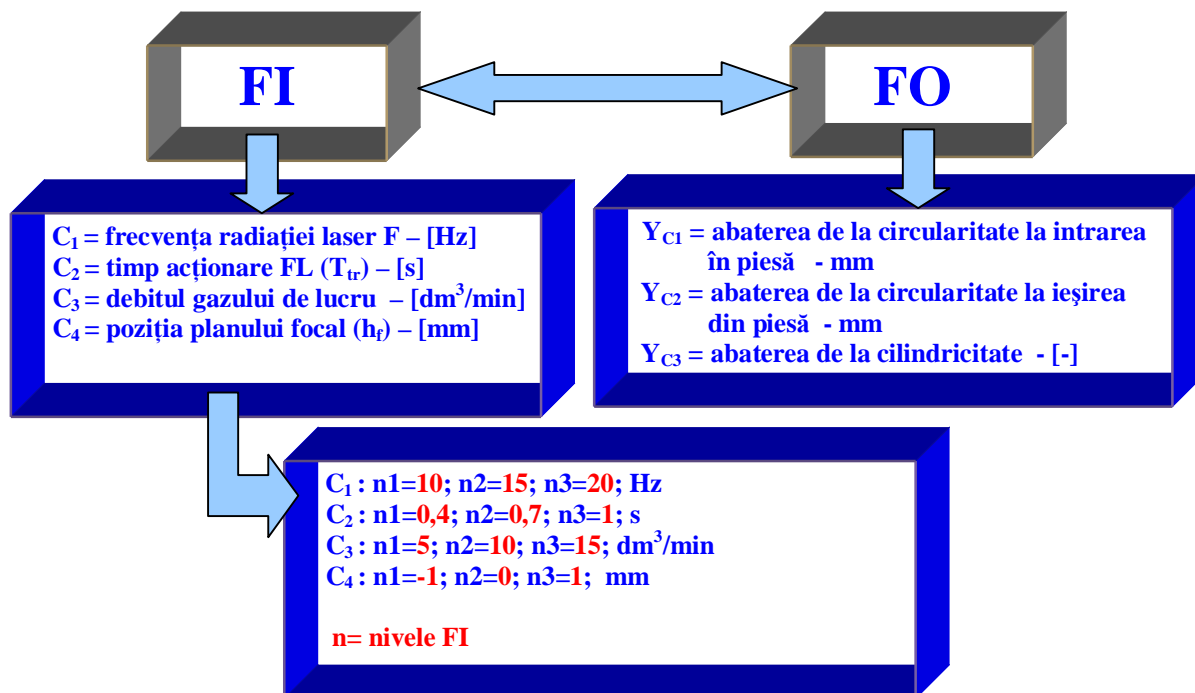 FI
FO
C₁ = frecvența radiației laser F – [Hz]
C₂ = timp acționare FL (Tₜᵣ) – [s]
C₃ = debitul gazului de lucru – [dm³/min]
C₄ = poziția planului focal (h_f) – [mm]
Y_C1 = abaterea de la circularitate la intrarea
în piesă - mm
Y_C2 = abaterea de la circularitate la ieşirea
din piesă - mm
Y_C3 = abaterea de la cilindricitate - [-]
C₁ : n1=10; n2=15; n3=20; Hz
C₂ : n1=0,4; n2=0,7; n3=1; s
C₃ : n1=5; n2=10; n3=15; dm³/min
C₄ : n1=-1; n2=0; n3=1; mm
n= nivele FI